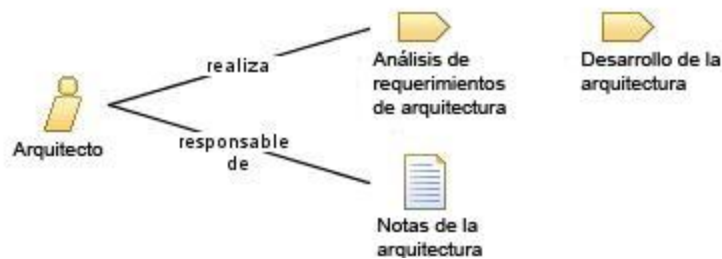 realiza
Análisis de
requerimientos
de arquitectura
Desarrollo de la
arquitectura
Arquitecto
responsable
de
Notas de la
arquitectura